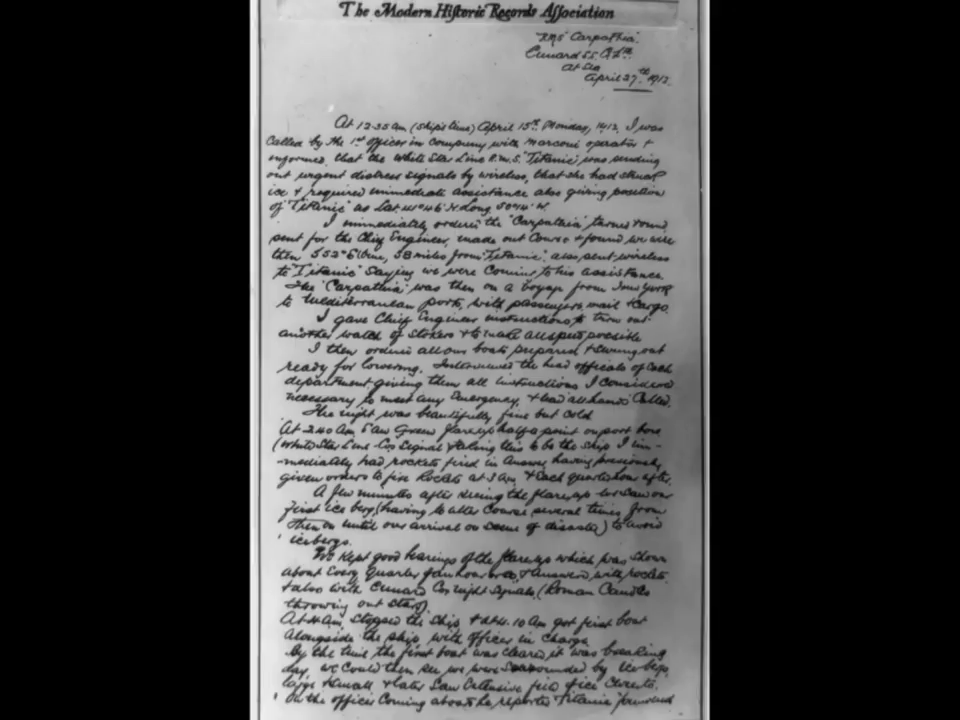 The Modern Historic Records Association
R.M.S "Carpathia".
Cunard S.S. Co. Ltd.
At Sea
April 27th 1912.
At 12.35 am (ship's time) April 15th Monday, 1912. I was
called by the 1st officer in company with marconi operator &
informed, that the White Star Line R.M.S. "Titanic" was sending
out urgent distress signals by wireless, that she had struck
ice & required immediate assistance also giving position
of "Titanic" as Lat. 41°46' N Long 50°14' W.
I immediately ordered the "Carpathia" turned round
sent for the Chief Engineer, made out Course & found we were
then S52°E (true, 58 miles from "Titanic", also sent wireless
to "Titanic" saying we were coming to his assistance
The "Carpathia" was then on a Voyage from New York
to Mediterranean ports, with passengers mail & cargo.
I gave Chief Engineer instructions to turn out
another watch of stokers & to make all speed possible
I then ordered all our boats prepared & swung out
ready for lowering. Interviewed the head officials of each
department giving them all instructions I considered
necessary to meet any Emergency, & had all hands called.
The night was beautifully fine but cold
At 2.40 am Saw Green flare half a point on port bow
(White Star Line Cos Signal & taking this to be the ship I im-
-mediately had rockets fired in answer, having previously
given orders to fire Rockets at 3 am & each quarter hour after.
A few minutes after seeing the flare up we saw our
first ice berg, (having to alter course several times from
then on until our arrival on scene of disaster) to avoid
icebergs.
We kept good bearings of the flare up which was shown
about every quarter of an hour & answered with rockets
& also with Cunard Cos night signals (Roman Candles
throwing out stars).
At 4 am stopped the ship & at 4.10 am got first boat
alongside the ship with officer in charge
By the time the first boat was cleared it was breaking
day, we could then see we were surrounded by ice bergs,
large & small & later saw extensive field of ice
On the officer coming aboard he reported Titanic foundered